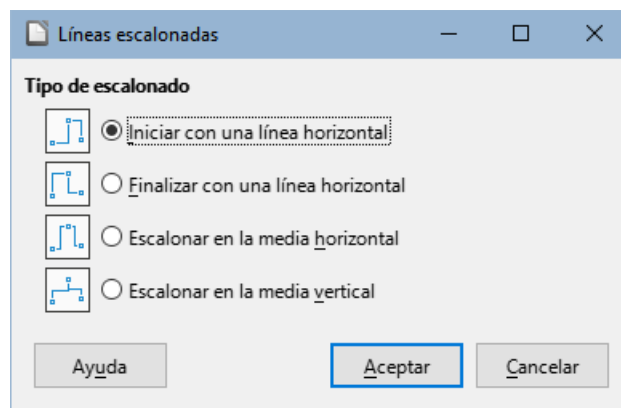 Líneas escalonadas
Tipo de escalonado
Iniciar con una línea horizontal
Finalizar con una línea horizontal
Escalonar en la media horizontal
Escalonar en la media vertical
Ayuda Aceptar Cancelar